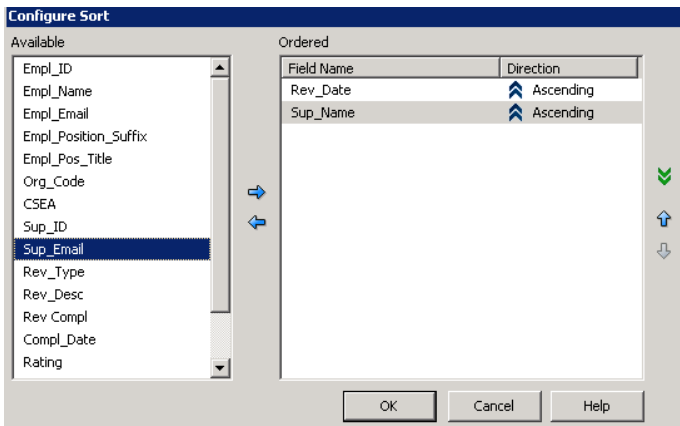 Configure Sort
Available
Ordered
Empl_ID
Empl_Name
Empl_Email
Empl_Position_Suffix
Empl_Pos_Title
Org_Code
CSEA
Sup_ID
Sup_Email
Rev_Type
Rev_Desc
Rev Compl
Compl_Date
Rating
Field Name Direction
Rev_Date Ascending
Sup_Name Ascending
OK Cancel Help